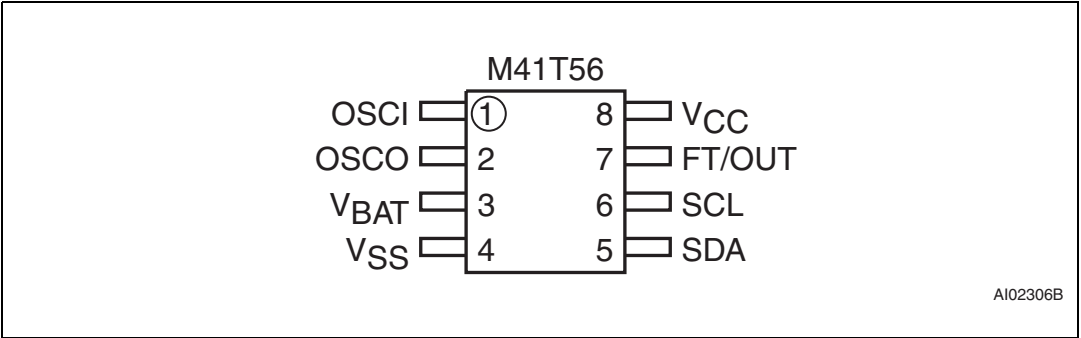 M41T56
OSCI 1 8 VCC
OSCO 2 7 FT/OUT
VBAT 3 6 SCL
VSS 4 5 SDA
AI02306B